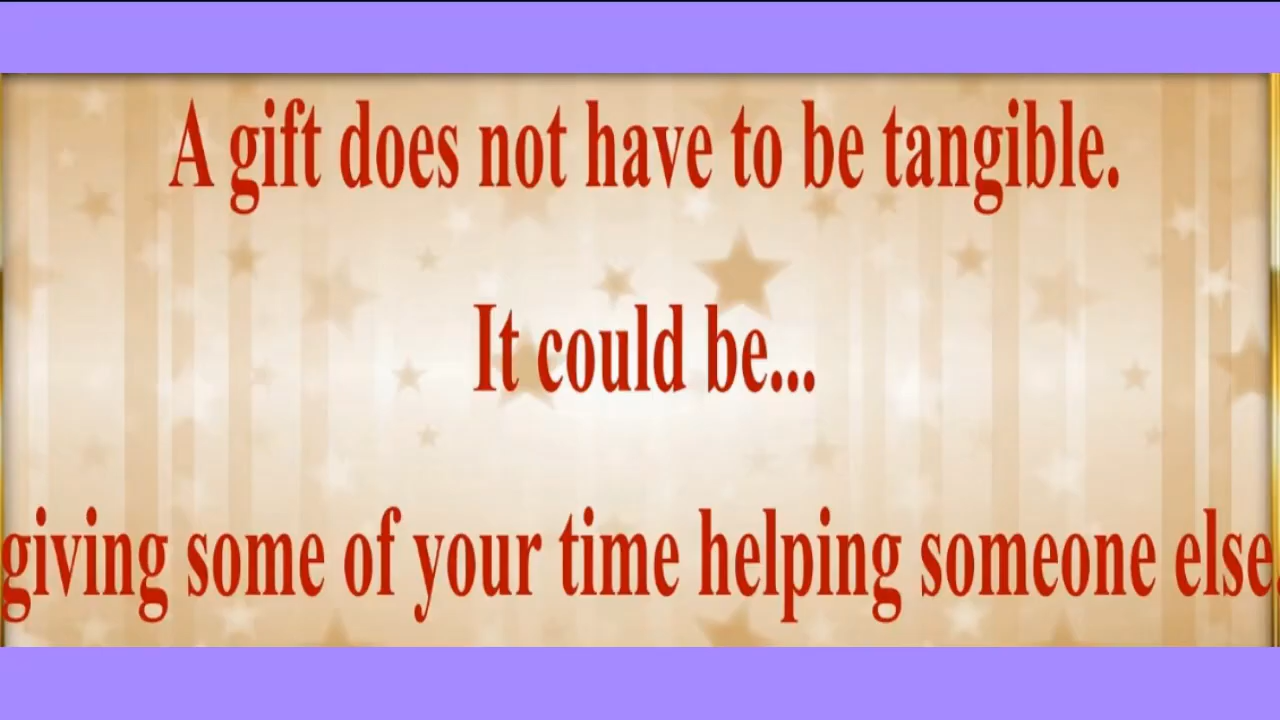 A gift does not have to be tangible.
It could be...
giving some of your time helping someone else.